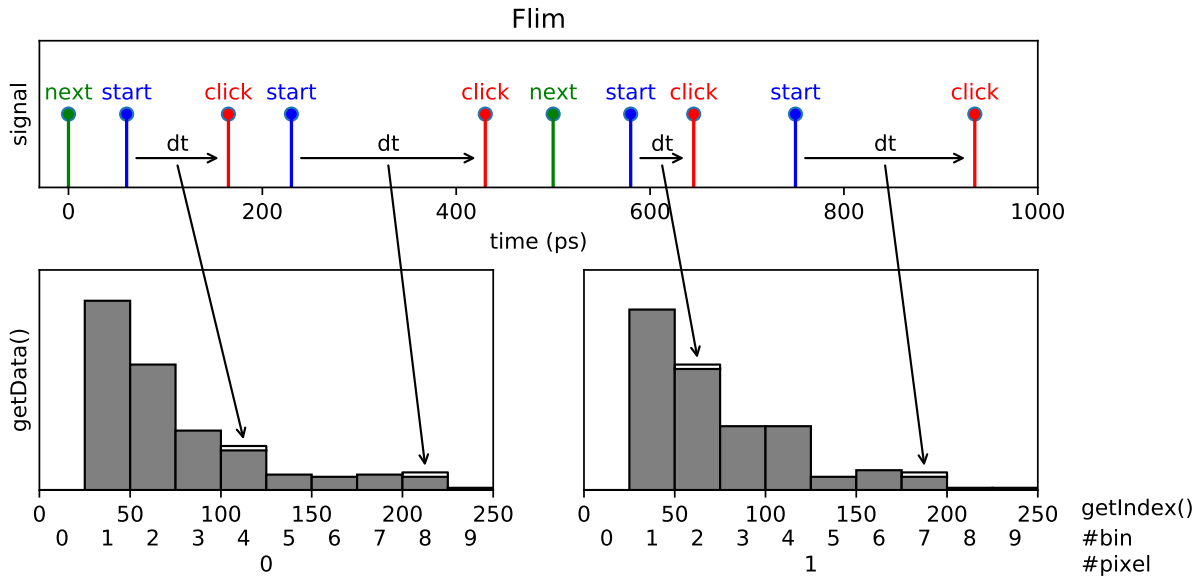 Flim
signal
next start click start click next start click start click
dt dt dt dt
0 200 400 600 800 1000
time (ps)
getData()
0 50 100 150 200 250 0 50 100 150 200 250 getIndex()
0 1 2 3 4 5 6 7 8 9 0 1 2 3 4 5 6 7 8 9 #bin
0 1 #pixel